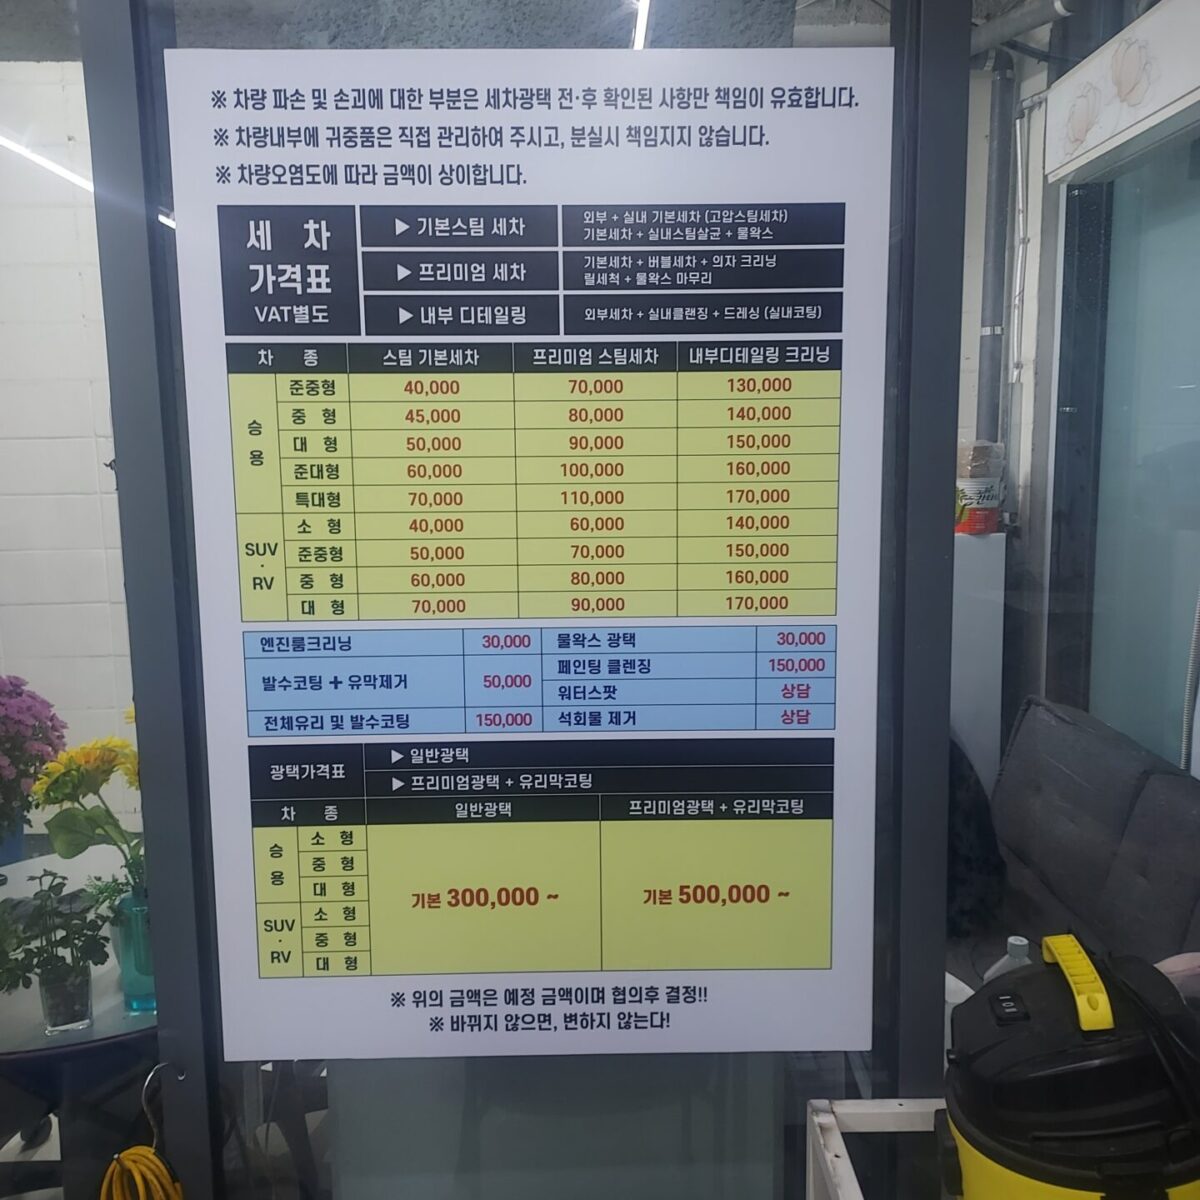 ※ 차량 파손 및 손괴에 대한 부분은 세차광택 전·후 확인된 사항만 책임이 유효합니다.
※ 차량내부에 귀중품은 직접 관리하여 주시고, 분실시 책임지지 않습니다.
※ 차량오염도에 따라 금액이 상이합니다.
세 차
가격표
VAT별도
▶ 기본스팀 세차
외부 + 실내 기본세차 (고압스팀세차)
기본세차 + 실내스팀살균 + 물왁스
▶ 프리미엄 세차
기본세차 + 버블세차 + 의자 크리닝
릴세척 + 물왁스 마무리
▶ 내부 디테일링
외부세차 + 실내클랜징 + 드레싱 (실내코팅)
차 종 스팀 기본세차 프리미엄 스팀세차 내부디테일링 크리닝
승용
준중형 40,000 70,000 130,000
중 형 45,000 80,000 140,000
대 형 50,000 90,000 150,000
준대형 60,000 100,000 160,000
특대형 70,000 110,000 170,000
SUV · RV
소 형 40,000 60,000 140,000
준중형 50,000 70,000 150,000
중 형 60,000 80,000 160,000
대 형 70,000 90,000 170,000
엔진룸크리닝 30,000 물왁스 광택 30,000
발수코팅 + 유막제거 50,000 페인팅 클렌징 150,000
워터스팟 상담
전체유리 및 발수코팅 150,000 석회물 제거 상담
광택가격표
▶ 일반광택
▶ 프리미엄광택 + 유리막코팅
차 종 일반광택 프리미엄광택 + 유리막코팅
승용
소 형
중 형
대 형
기본 300,000 ~ 기본 500,000 ~
SUV · RV
소 형
중 형
대 형
※ 위의 금액은 예정 금액이며 협의후 결정!!
※ 바뀌지 않으면, 변하지 않는다!